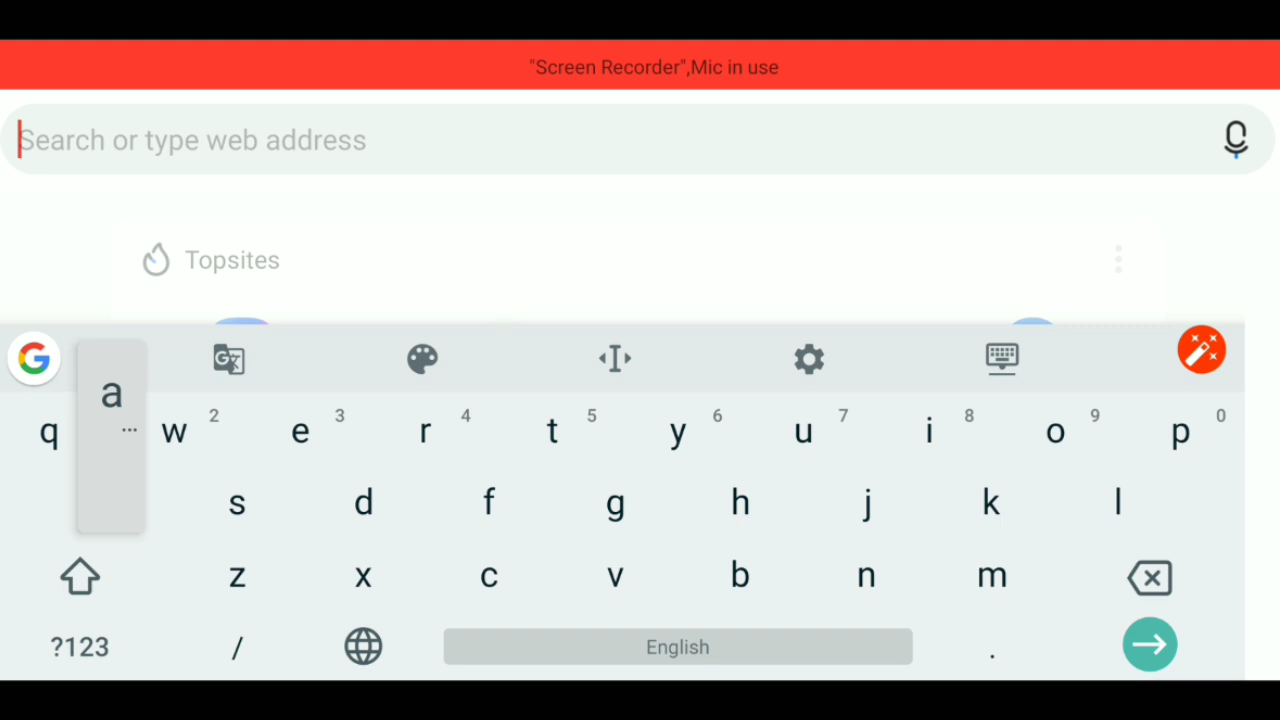 "Screen Recorder",Mic in use
Search or type web address
Topsites
a
...
q w 2 e 3 r 4 t 5 y 6 u 7 i 8 o 9 p 0
s d f g h j k l
z x c v b n m
?123 / English .